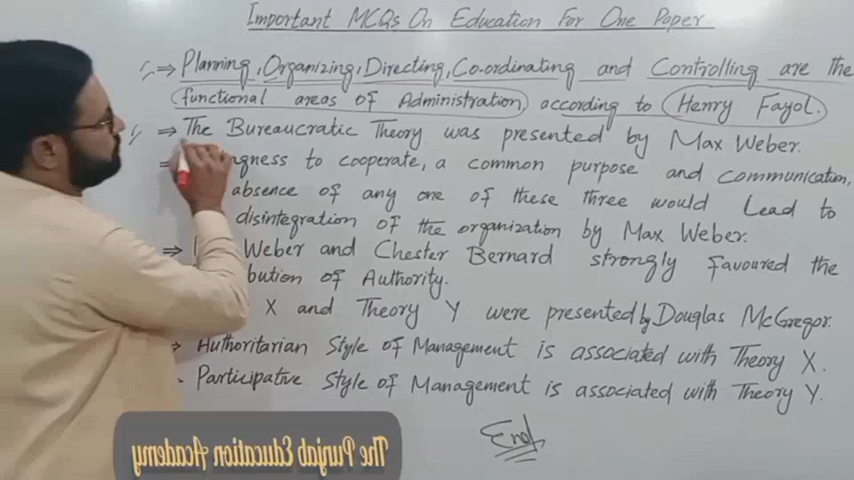 Important MCQs On Education For One Paper
⇒ Planning, Organizing, Directing, Co-ordinating and Controlling are the
functional areas of Administration, according to Henry Fayol.
⇒ The Bureaucratic Theory was presented by Max Weber.
ngness to cooperate, a common purpose and communication,
absence of any one of these three would Lead to
disintegration of the organization by Max Weber.
⇒ Weber and Chester Bernard strongly favoured the
bution of Authority.
X and Theory Y were presented by Douglas McGregor.
Authoritarian Style of Management is associated with Theory X.
Participative Style of Management is associated with Theory Y.
End
The Punjab Education Academy